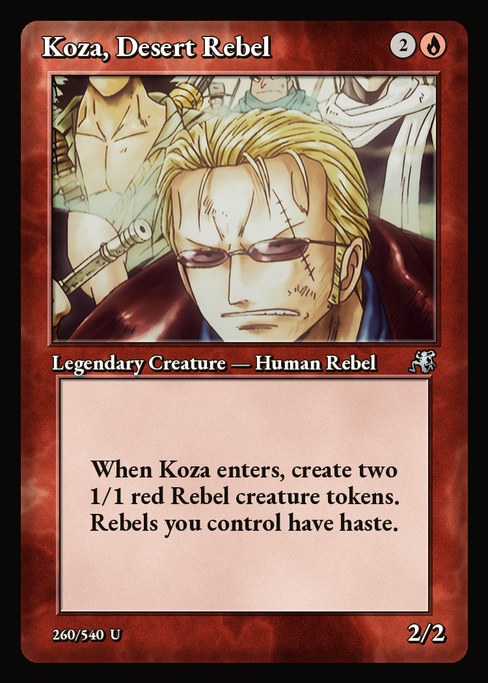 Koza, Desert Rebel 2
Legendary Creature — Human Rebel
When Koza enters, create two
1/1 red Rebel creature tokens.
Rebels you control have haste.
260/540 U
2/2